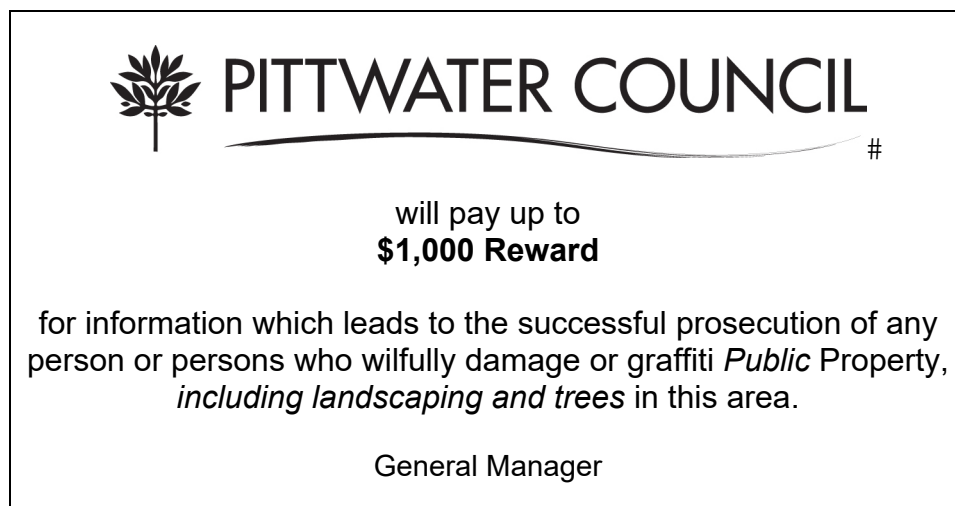 PITTWATER COUNCIL
#
will pay up to
$1,000 Reward
for information which leads to the successful prosecution of any
person or persons who wilfully damage or graffiti Public Property,
including landscaping and trees in this area.
General Manager